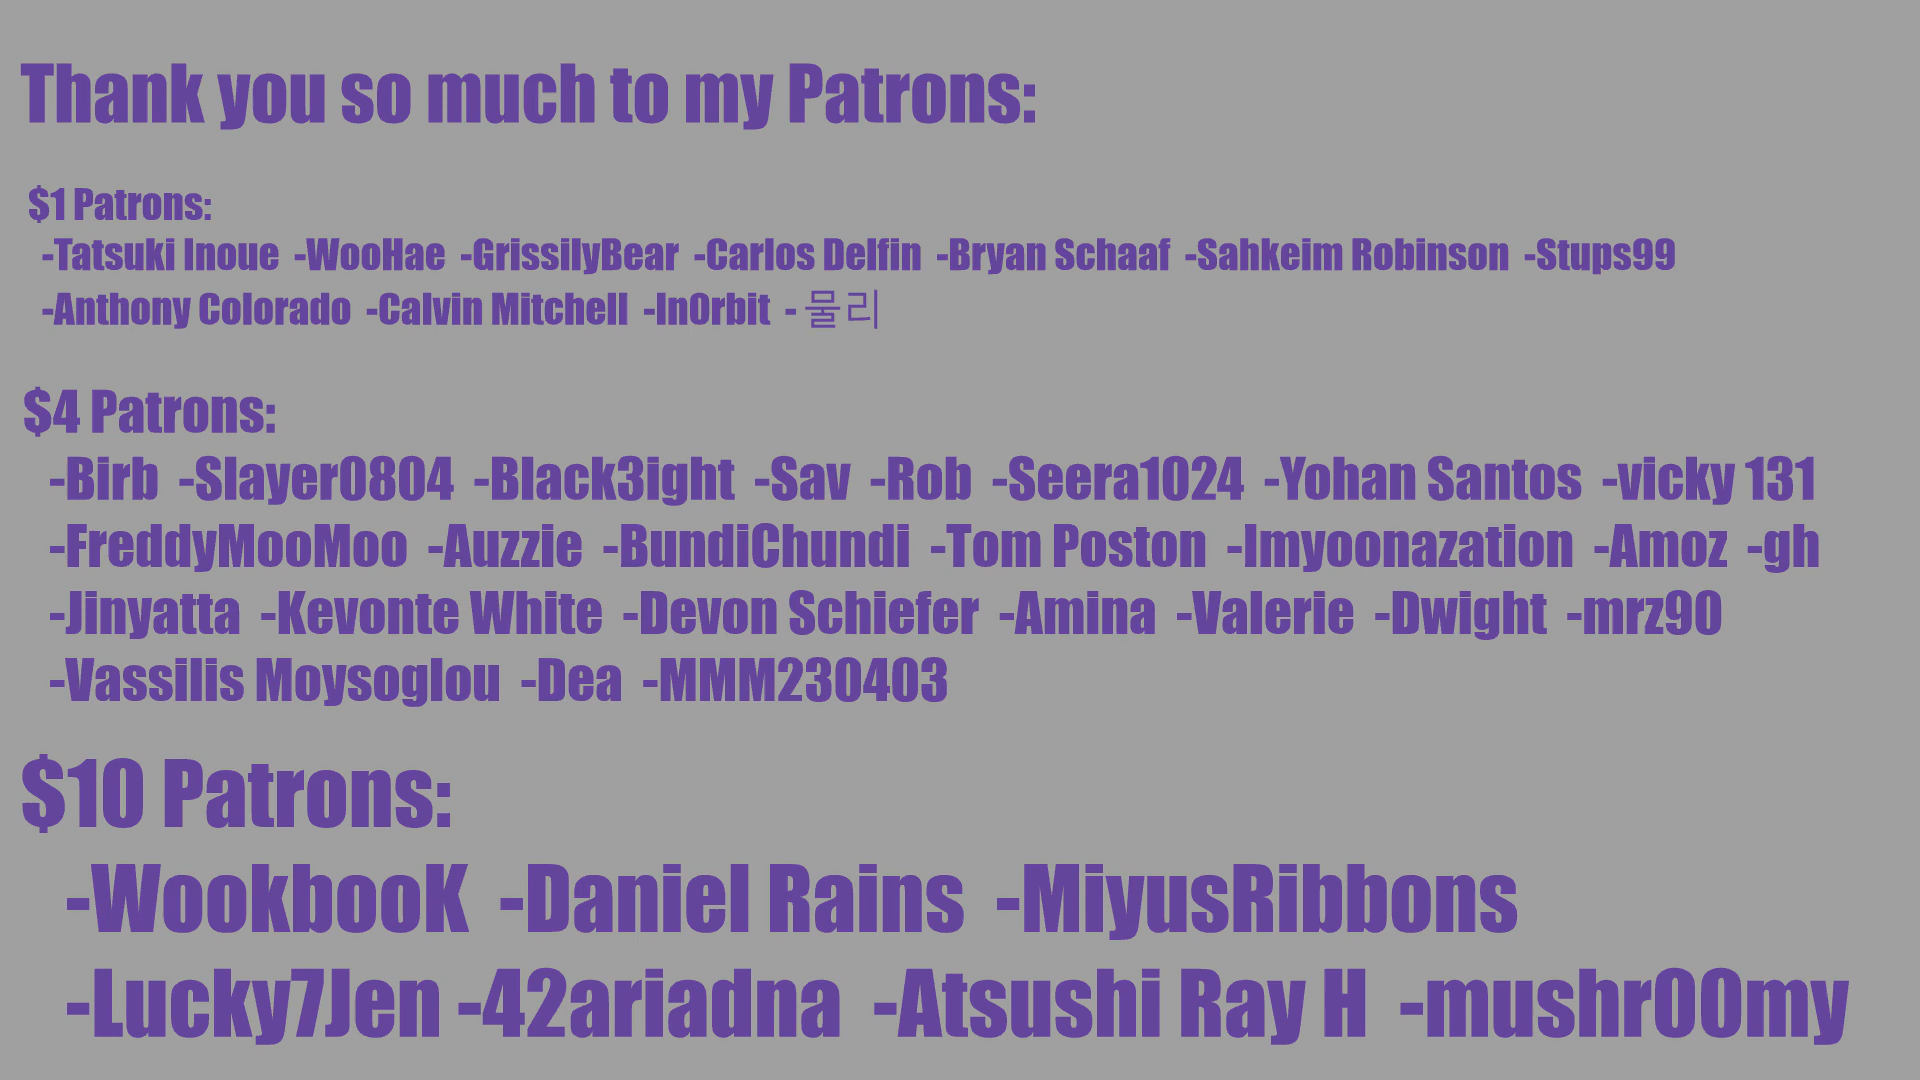 Thank you so much to my Patrons:
$1 Patrons:
-Tatsuki Inoue -WooHae -GrissilyBear -Carlos Delfin -Bryan Schaaf -Sahkeim Robinson -Stups99
-Anthony Colorado -Calvin Mitchell -InOrbit - 물리
$4 Patrons:
-Birb -Slayer0804 -Black3ight -Sav -Rob -Seera1024 -Yohan Santos -vicky 131
-FreddyMooMoo -Auzzie -BundiChundi -Tom Poston -Imyoonazation -Amoz -gh
-Jinyatta -Kevonte White -Devon Schiefer -Amina -Valerie -Dwight -mrz90
-Vassilis Moysoglou -Dea -MMM230403
$10 Patrons:
-WookbooK -Daniel Rains -MiyusRibbons
-Lucky7Jen -42ariadna -Atsushi Ray H -mushr00my